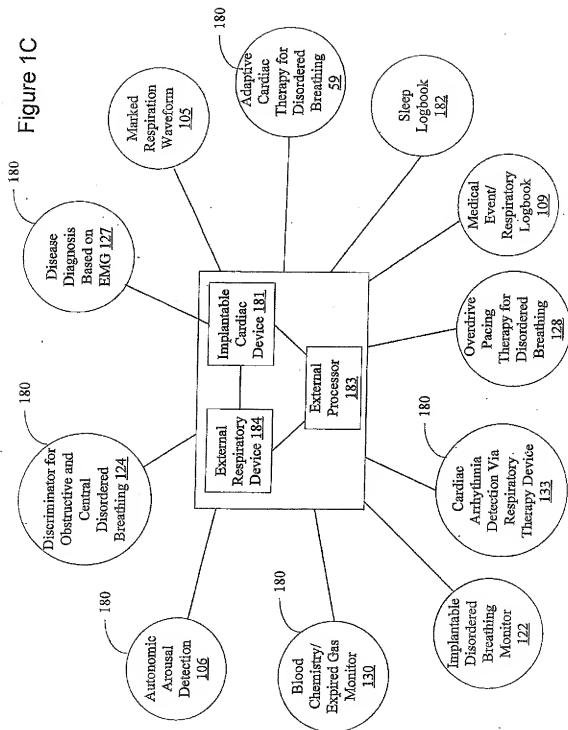 Figure 1C
180
Autonomic
Arousal
Detection
106
180
Discriminator for
Obstructive and
Central
Disordered
Breathing 124
180
Disease
Diagnosis
Based on
EMG 127
Marked
Respiration
Waveform
105
180
Adaptive
Cardiac
Therapy for
Disordered
Breathing
59
Sleep
Logbook
182
Medical
Event/
Respiratory
Logbook
109
Overdrive
Pacing
Therapy for
Disordered
Breathing
128
180
Cardiac
Arrhythmia
Detection Via
Respiratory
Therapy Device
133
Implantable
Disordered
Breathing
Monitor
122
180
Blood
Chemistry/
Expired Gas
Monitor
130
External
Respiratory
Device 184
Implantable
Cardiac
Device 181
External
Processor
183